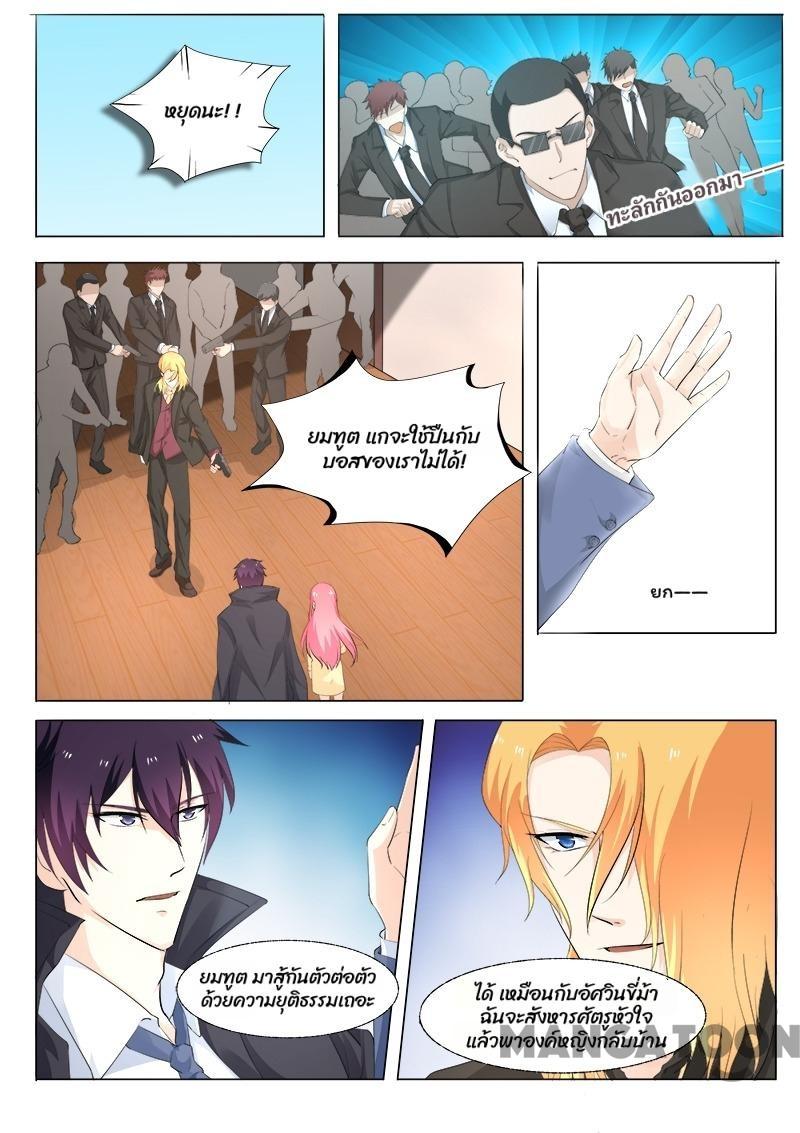 หยุดนะ! !
ทะลักกันออกมา——
ยมทูต แกจะใช้ปืนกับ
บอสของเราไม่ได้!
ยก——
ยมทูต มาสู้กันตัวต่อตัว
ด้วยความยุติธรรมเถอะ
ได้ เหมือนกับอัศวินขี่ม้า
ฉันจะสังหารศัตรูหัวใจ
แล้วพาองค์หญิงกลับบ้าน
MANGATOON